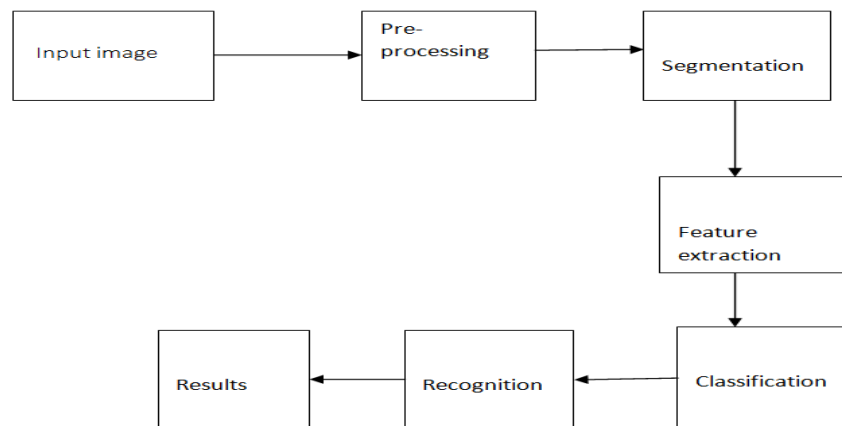 Input image
Pre-
processing
Segmentation
Feature
extraction
Classification
Recognition
Results